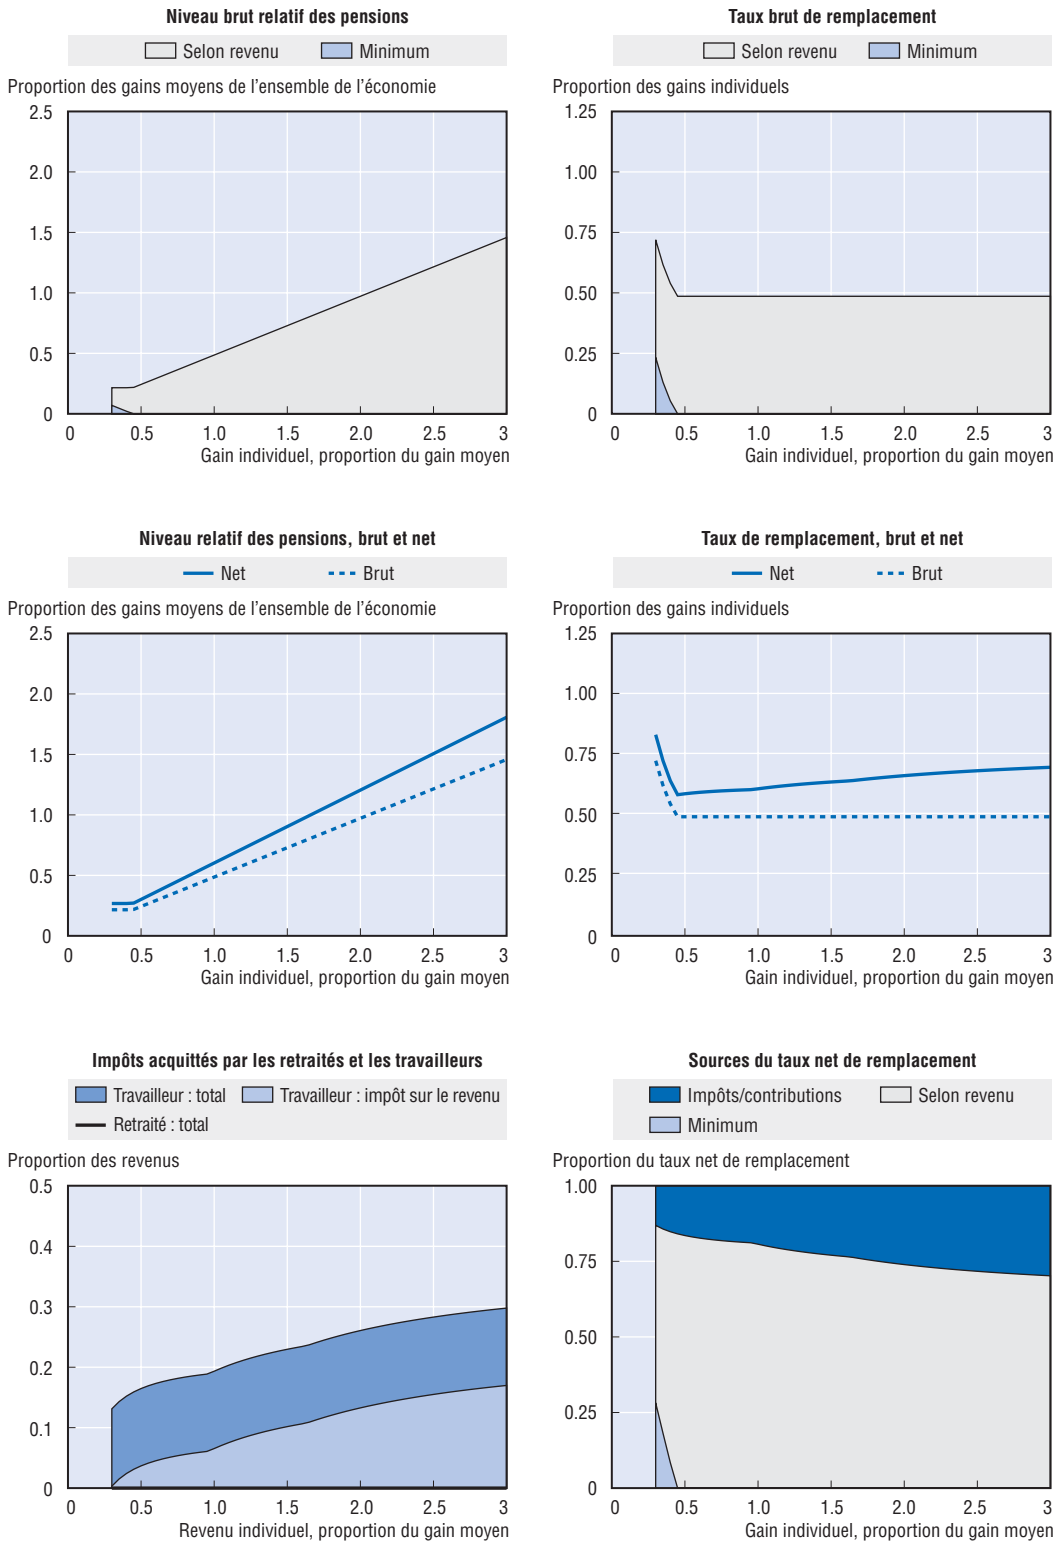 Niveau brut relatif des pensions
Selon revenu Minimum
Proportion des gains moyens de l'ensemble de l'économie
2.5
2.0
1.5
1.0
0.5
0
0 0.5 1.0 1.5 2.0 2.5 3
Gain individuel, proportion du gain moyen
Taux brut de remplacement
Selon revenu Minimum
Proportion des gains individuels
1.25
1.00
0.75
0.50
0.25
0
0 0.5 1.0 1.5 2.0 2.5 3
Gain individuel, proportion du gain moyen
Niveau relatif des pensions, brut et net
Net Brut
Proportion des gains moyens de l'ensemble de l'économie
2.5
2.0
1.5
1.0
0.5
0
0 0.5 1.0 1.5 2.0 2.5 3
Gain individuel, proportion du gain moyen
Taux de remplacement, brut et net
Net Brut
Proportion des gains individuels
1.25
1.00
0.75
0.50
0.25
0
0 0.5 1.0 1.5 2.0 2.5 3
Gain individuel, proportion du gain moyen
Impôts acquittés par les retraités et les travailleurs
Travailleur : total Travailleur : impôt sur le revenu
Retraité : total
Proportion des revenus
0.5
0.4
0.3
0.2
0.1
0
0 0.5 1.0 1.5 2.0 2.5 3
Revenu individuel, proportion du gain moyen
Sources du taux net de remplacement
Impôts/contributions Selon revenu
Minimum
Proportion du taux net de remplacement
1.00
0.75
0.50
0.25
0
0 0.5 1.0 1.5 2.0 2.5 3
Gain individuel, proportion du gain moyen